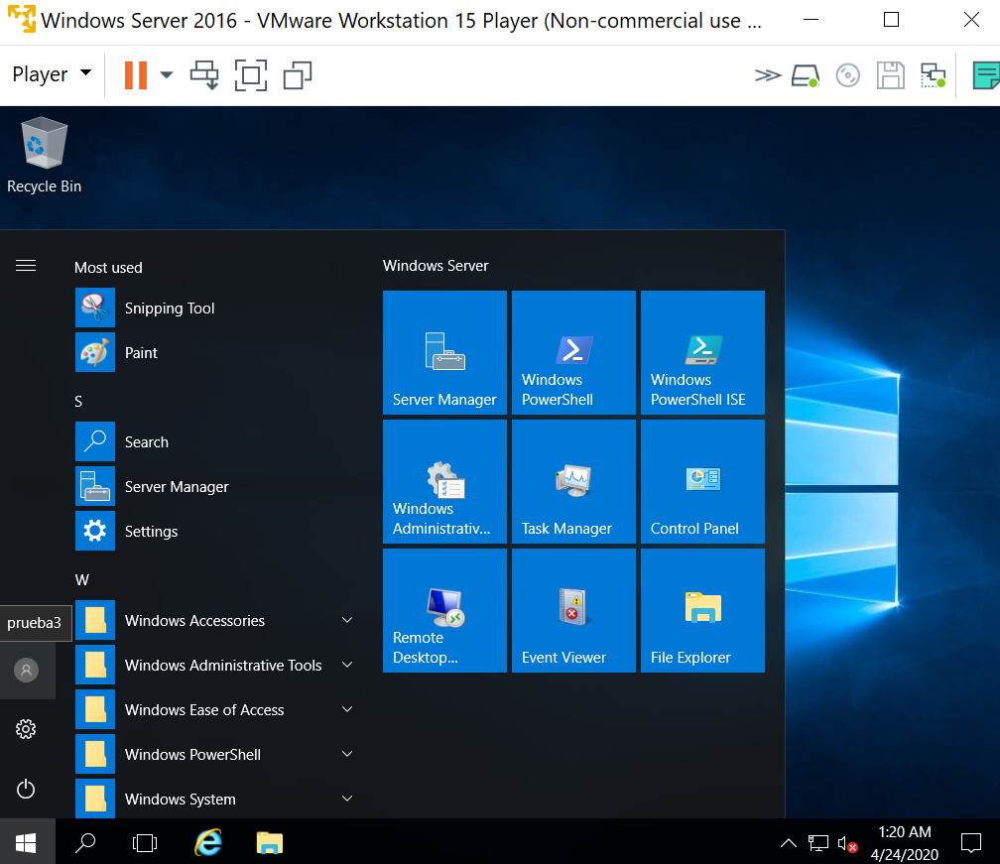 Windows Server 2016 - VMware Workstation 15 Player (Non-commercial use ...
Player
Recycle Bin
Most used
Snipping Tool
Paint
S
Search
Server Manager
Settings
W
Windows Accessories
prueba3
Windows Administrative Tools
Windows Ease of Access
Windows PowerShell
Windows System
Windows Server
Server Manager
Windows
PowerShell
Windows
PowerShell ISE
Windows
Administrativ...
Task Manager
Control Panel
Remote
Desktop...
Event Viewer
File Explorer
1:20 AM
4/24/2020